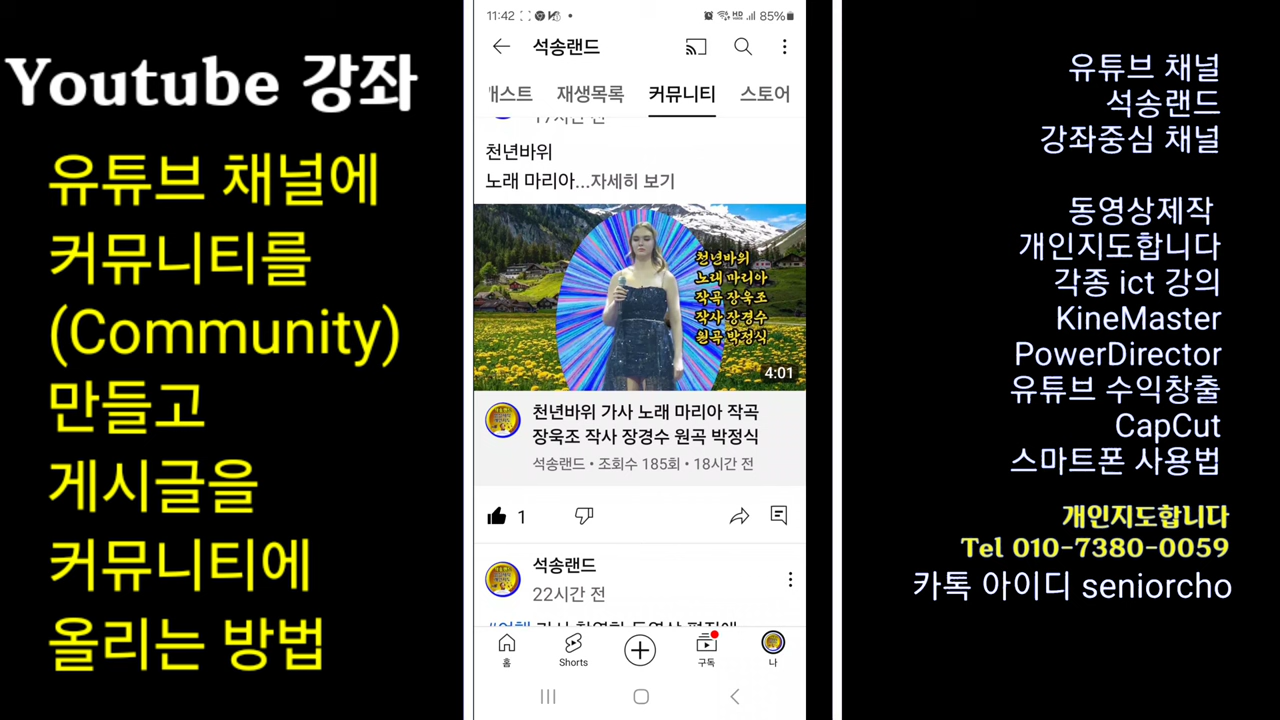 Youtube 강좌
유튜브 채널에
커뮤니티를
(Community)
만들고
게시글을
커뮤니티에
올리는 방법
11:42
85%
석송랜드
재생목록 커뮤니티 스토어
17시간 전
천년바위
노래 마리아...자세히 보기
천년바위
노래 마리아
작곡 장욱조
작사 장경수
원곡 박정식
4:01
천년바위 가사 노래 마리아 작곡
장욱조 작사 장경수 원곡 박정식
석송랜드 • 조회수 185회 • 18시간 전
1
석송랜드
22시간 전
홈 Shorts 구독 나
유튜브 채널
석송랜드
강좌중심 채널
동영상제작
개인지도합니다
각종 ict 강의
KineMaster
PowerDirector
유튜브 수익창출
CapCut
스마트폰 사용법
개인지도합니다
Tel 010-7380-0059
카톡 아이디 seniorcho